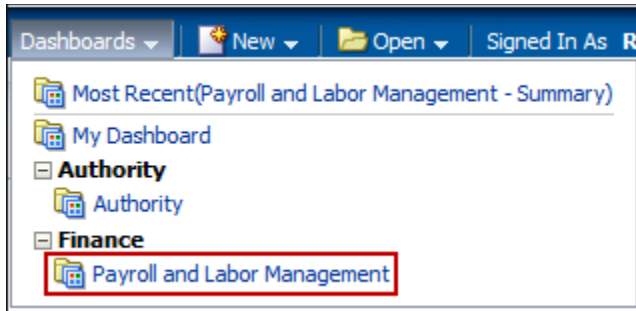 Dashboards New Open Signed In As R
Most Recent(Payroll and Labor Management - Summary)
My Dashboard
Authority
Authority
Finance
Payroll and Labor Management